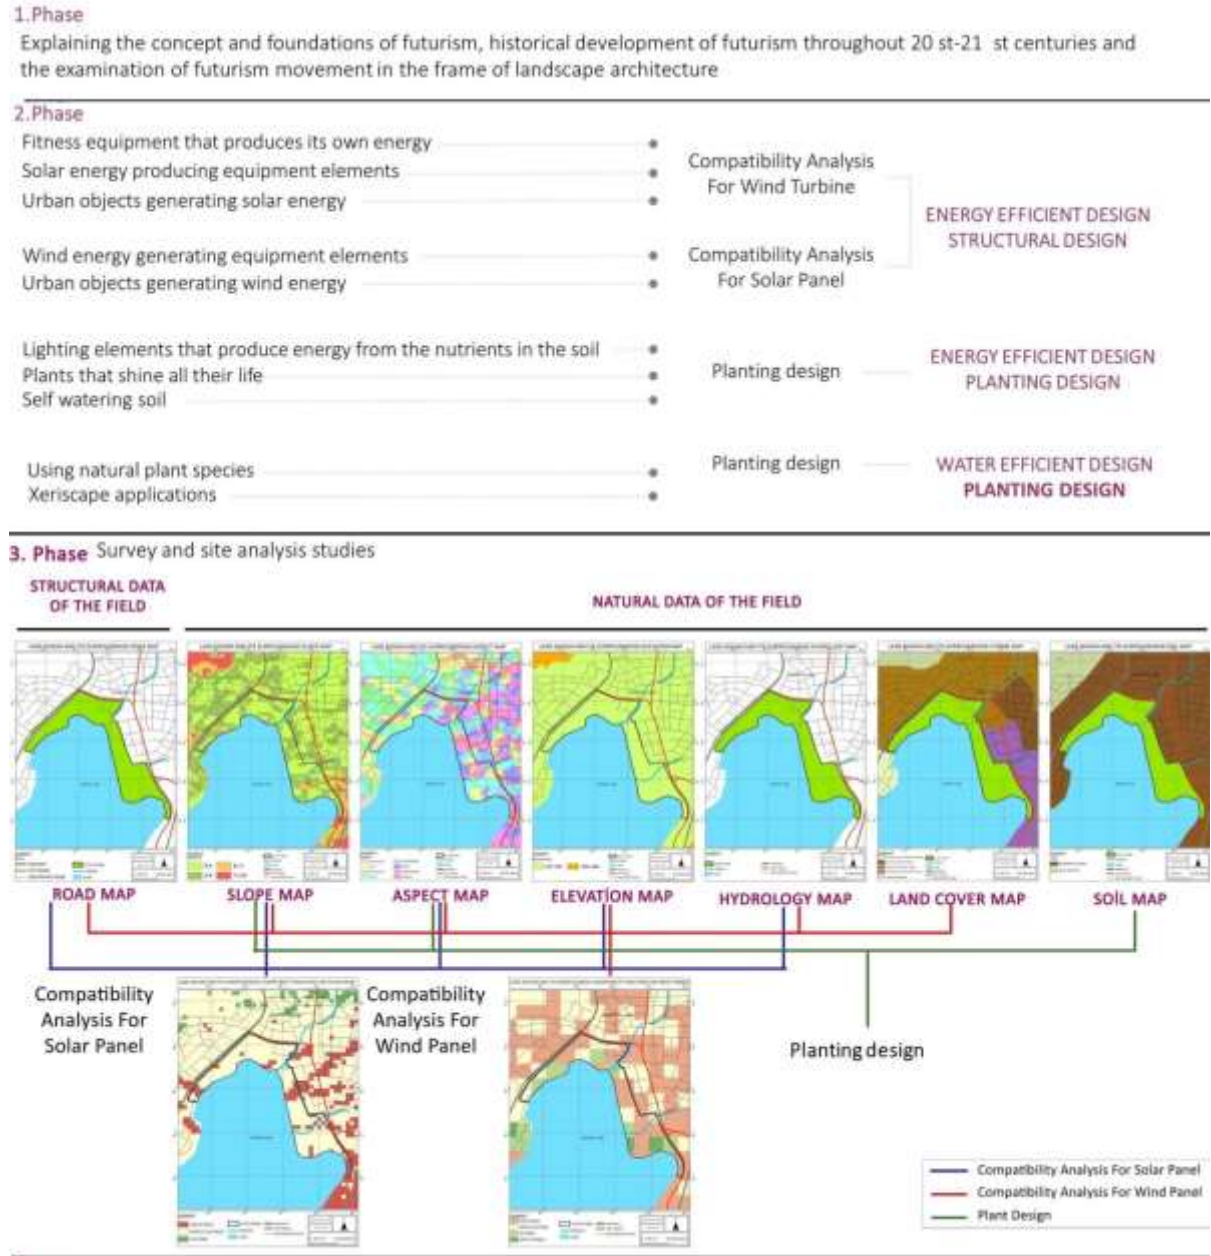 1.Phase
Explaining the concept and foundations of futurism, historical development of futurism throughout 20 st-21 st centuries and
the examination of futurism movement in the frame of landscape architecture
2.Phase
Fitness equipment that produces its own energy
Solar energy producing equipment elements
Urban objects generating solar energy
Compatibility Analysis
For Wind Turbine
Wind energy generating equipment elements
Urban objects generating wind energy
Compatibility Analysis
For Solar Panel
ENERGY EFFICIENT DESIGN
STRUCTURAL DESIGN
Lighting elements that produce energy from the nutrients in the soil
Plants that shine all their life
Self watering soil
Planting design
ENERGY EFFICIENT DESIGN
PLANTING DESIGN
Using natural plant species
Xeriscape applications
Planting design
WATER EFFICIENT DESIGN
PLANTING DESIGN
3. Phase Survey and site analysis studies
STRUCTURAL DATA
OF THE FIELD
NATURAL DATA OF THE FIELD
ROAD MAP
SLOPE MAP
ASPECT MAP
ELEVATİON MAP
HYDROLOGY MAP
LAND COVER MAP
SOİL MAP
Compatibility
Analysis For
Solar Panel
Compatibility
Analysis For
Wind Panel
Planting design
Compatibility Analysis For Solar Panel
Compatibility Analysis For Wind Panel
Plant Design